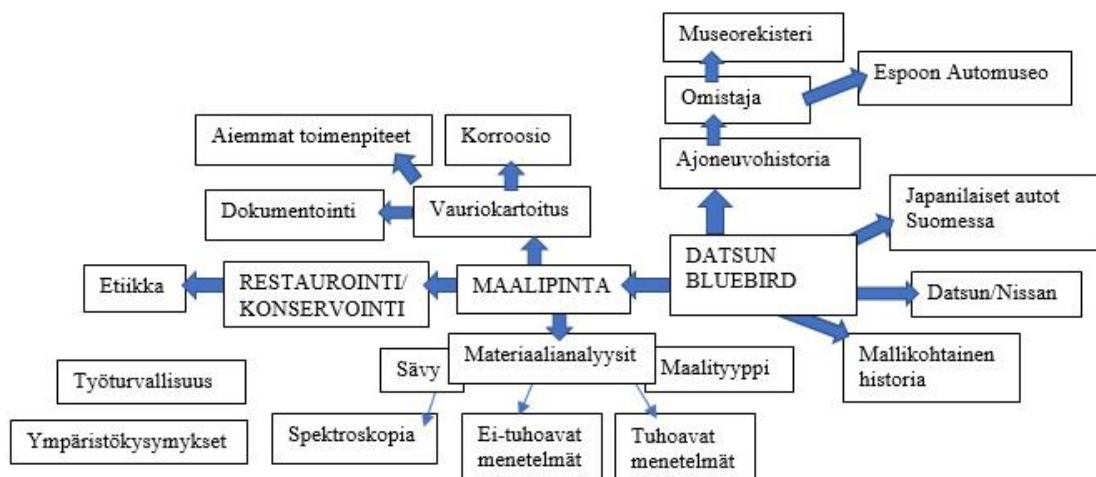 Museorekisteri
Omistaja
Espoon Automuseo
Aiemmat toimenpiteet
Korroosio
Ajoneuvohistoria
Dokumentointi
Vauriokartoitus
Japanilaiset autot
Suomessa
Etiikka
RESTAUROINTI/
KONSERVOINTI
MAALIPINTA
DATSUN
BLUEBIRD
Datsun/Nissan
Sävy
Materiaalianalyysit
Maalityyppi
Mallikohtainen
historia
Työturvallisuus
Ympäristökysymykset
Spektroskopia
Ei-tuhoavat
menetelmät
Tuhoavat
menetelmät